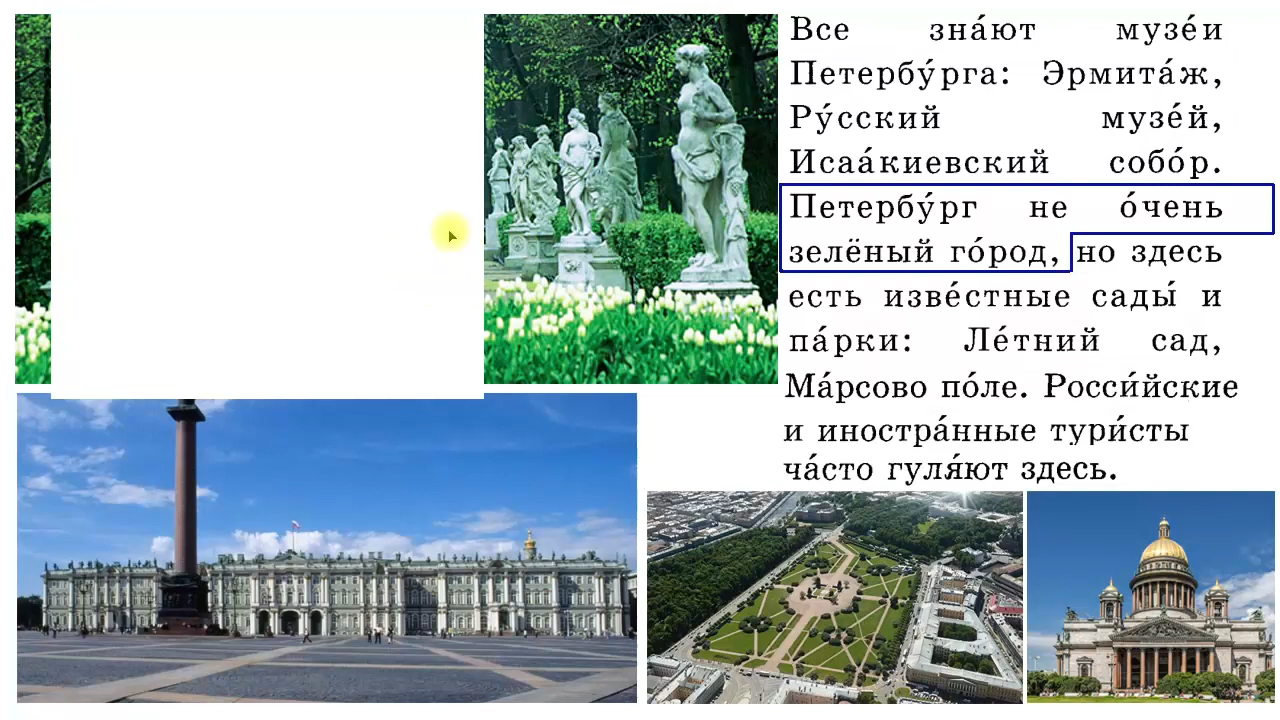 Все зна́ют музе́и
Петербу́рга: Эрмита́ж,
Ру́сский музе́й,
Исаа́киевский собо́р.
Петербу́рг не о́чень
зелёный го́род, но здесь
есть изве́стные сады́ и
па́рки: Ле́тний сад,
Ма́рсово по́ле. Росси́йские
и иностра́нные тури́сты
ча́сто гуля́ют здесь.